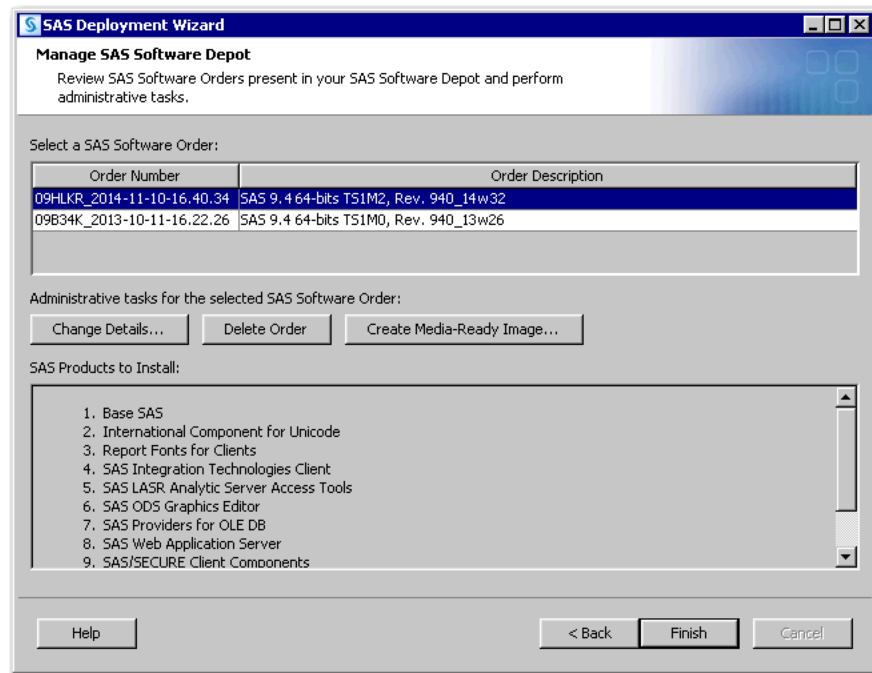 SAS Deployment Wizard
Manage SAS Software Depot
Review SAS Software Orders present in your SAS Software Depot and perform
administrative tasks.
Select a SAS Software Order:
Order Number Order Description
09HLKR_2014-11-10-16.40.34 SAS 9.4 64-bits TS1M2, Rev. 940_14w32
09B34K_2013-10-11-16.22.26 SAS 9.4 64-bits TS1M0, Rev. 940_13w26
Administrative tasks for the selected SAS Software Order:
Change Details... Delete Order Create Media-Ready Image...
SAS Products to Install:
1. Base SAS
2. International Component for Unicode
3. Report Fonts for Clients
4. SAS Integration Technologies Client
5. SAS LASR Analytic Server Access Tools
6. SAS ODS Graphics Editor
7. SAS Providers for OLE DB
8. SAS Web Application Server
9. SAS/SECURE Client Components
Help < Back Finish Cancel